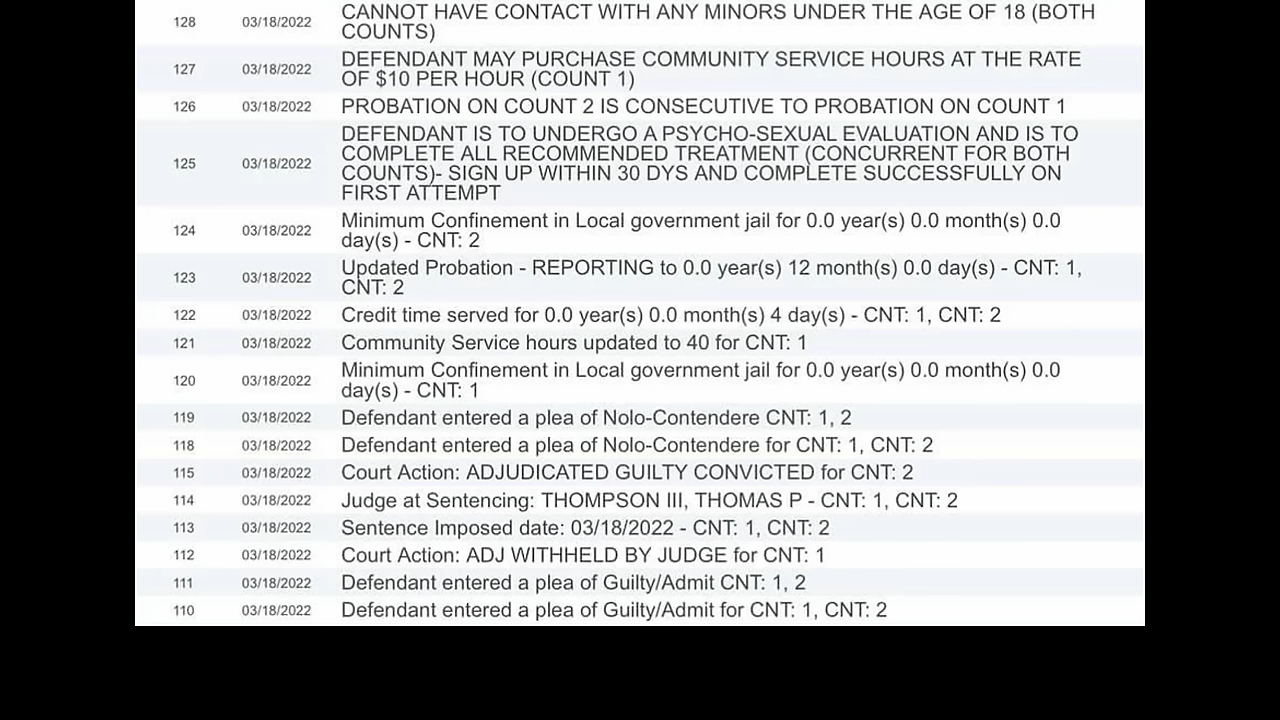 128 03/18/2022 CANNOT HAVE CONTACT WITH ANY MINORS UNDER THE AGE OF 18 (BOTH
COUNTS)
127 03/18/2022 DEFENDANT MAY PURCHASE COMMUNITY SERVICE HOURS AT THE RATE
OF $10 PER HOUR (COUNT 1)
126 03/18/2022 PROBATION ON COUNT 2 IS CONSECUTIVE TO PROBATION ON COUNT 1
125 03/18/2022 DEFENDANT IS TO UNDERGO A PSYCHO-SEXUAL EVALUATION AND IS TO
COMPLETE ALL RECOMMENDED TREATMENT (CONCURRENT FOR BOTH
COUNTS)- SIGN UP WITHIN 30 DYS AND COMPLETE SUCCESSFULLY ON
FIRST ATTEMPT
124 03/18/2022 Minimum Confinement in Local government jail for 0.0 year(s) 0.0 month(s) 0.0
day(s) - CNT: 2
123 03/18/2022 Updated Probation - REPORTING to 0.0 year(s) 12 month(s) 0.0 day(s) - CNT: 1,
CNT: 2
122 03/18/2022 Credit time served for 0.0 year(s) 0.0 month(s) 4 day(s) - CNT: 1, CNT: 2
121 03/18/2022 Community Service hours updated to 40 for CNT: 1
120 03/18/2022 Minimum Confinement in Local government jail for 0.0 year(s) 0.0 month(s) 0.0
day(s) - CNT: 1
119 03/18/2022 Defendant entered a plea of Nolo-Contendere CNT: 1, 2
118 03/18/2022 Defendant entered a plea of Nolo-Contendere for CNT: 1, CNT: 2
115 03/18/2022 Court Action: ADJUDICATED GUILTY CONVICTED for CNT: 2
114 03/18/2022 Judge at Sentencing: THOMPSON III, THOMAS P - CNT: 1, CNT: 2
113 03/18/2022 Sentence Imposed date: 03/18/2022 - CNT: 1, CNT: 2
112 03/18/2022 Court Action: ADJ WITHHELD BY JUDGE for CNT: 1
111 03/18/2022 Defendant entered a plea of Guilty/Admit CNT: 1, 2
110 03/18/2022 Defendant entered a plea of Guilty/Admit for CNT: 1, CNT: 2